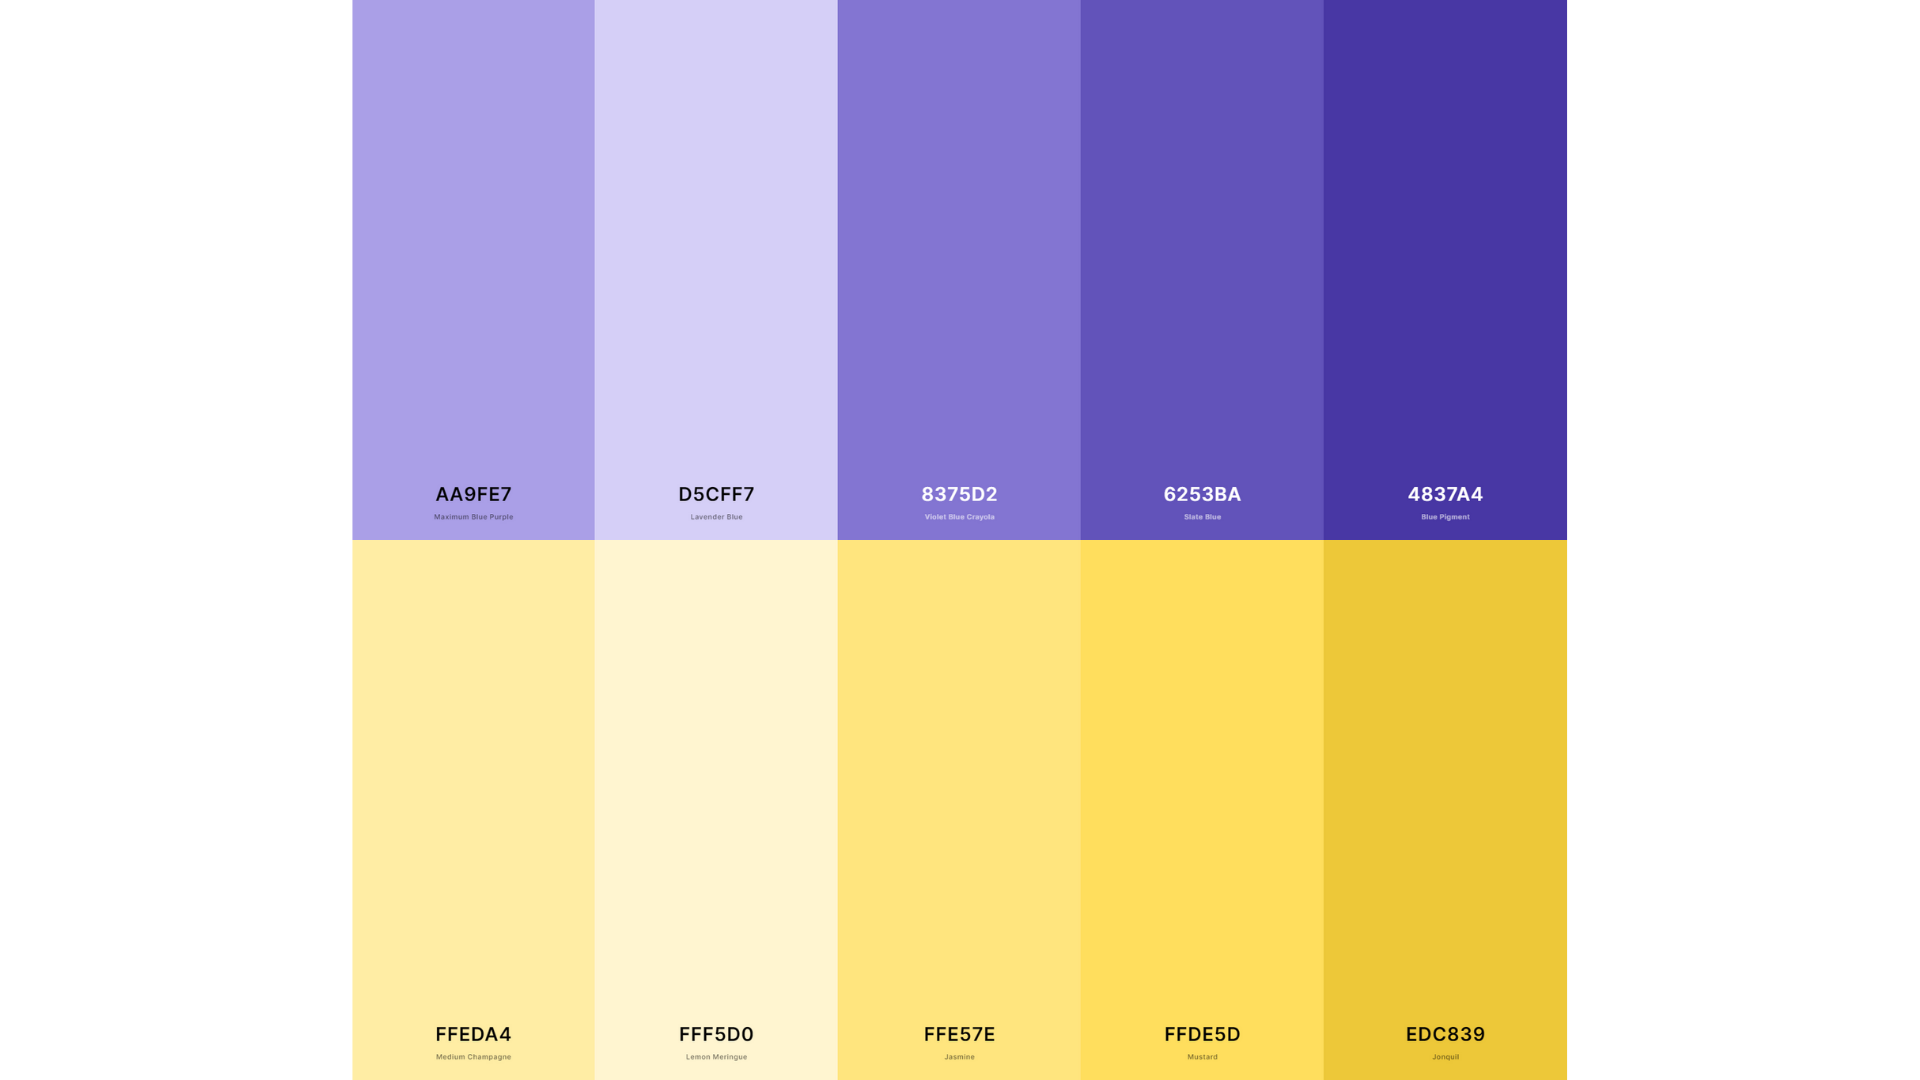 AA9FE7
Maximum Blue Purple
D5CFF7
Lavender Blue
8375D2
Violet Blue Crayola
6253BA
Slate Blue
4837A4
Blue Pigment
FFEDA4
Medium Champagne
FFF5D0
Lemon Meringue
FFE57E
Jasmine
FFDE5D
Mustard
EDC839
Jonquil